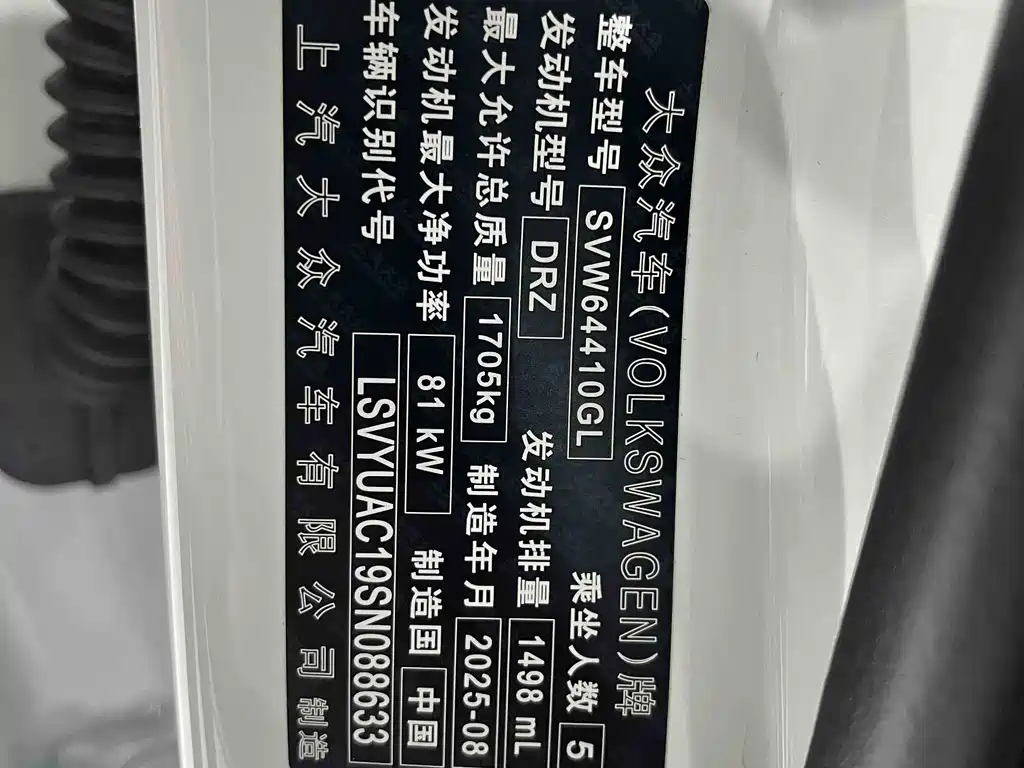 大众汽车(VOLKSWAGEN)牌
整车型号 SVW64410GL 乘坐人数 5
发动机型号 DRZ 发动机排量 1498 mL
最大允许总质量 1705kg 制造年月 2025-08
发动机最大净功率 81 kW 制造国 中国
车辆识别代号 LSVYUAC19SN088633
上汽大众汽车有限公司制造